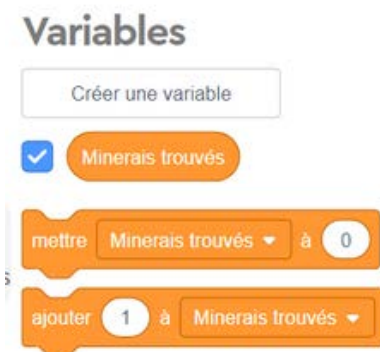 Variables
Créer une variable
Minerais trouvés
mettre Minerais trouvés à 0
ajouter 1 à Minerais trouvés